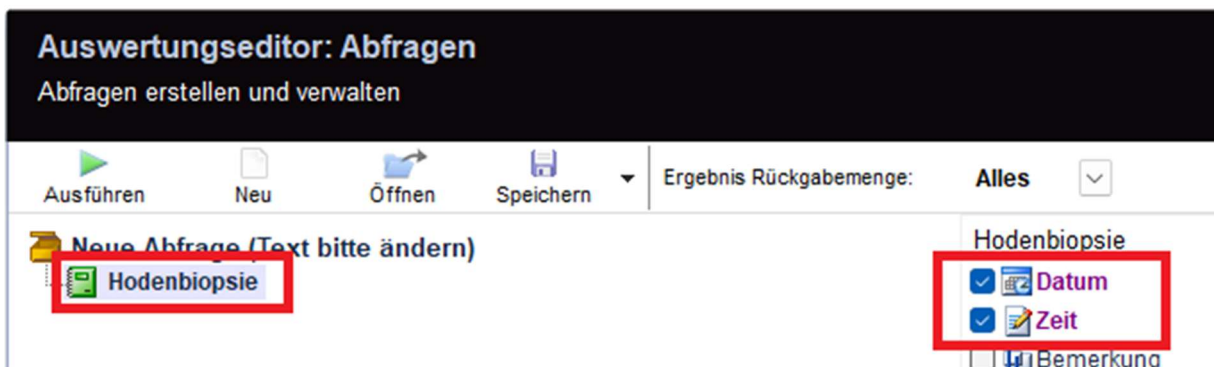 Auswertungseditor: Abfragen
Abfragen erstellen und verwalten
Ausführen Neu Öffnen Speichern Ergebnis Rückgabemenge: Alles
Neue Abfrage (Text bitte ändern)
Hodenbiopsie
Hodenbiopsie
Datum
Zeit
Bemerkung